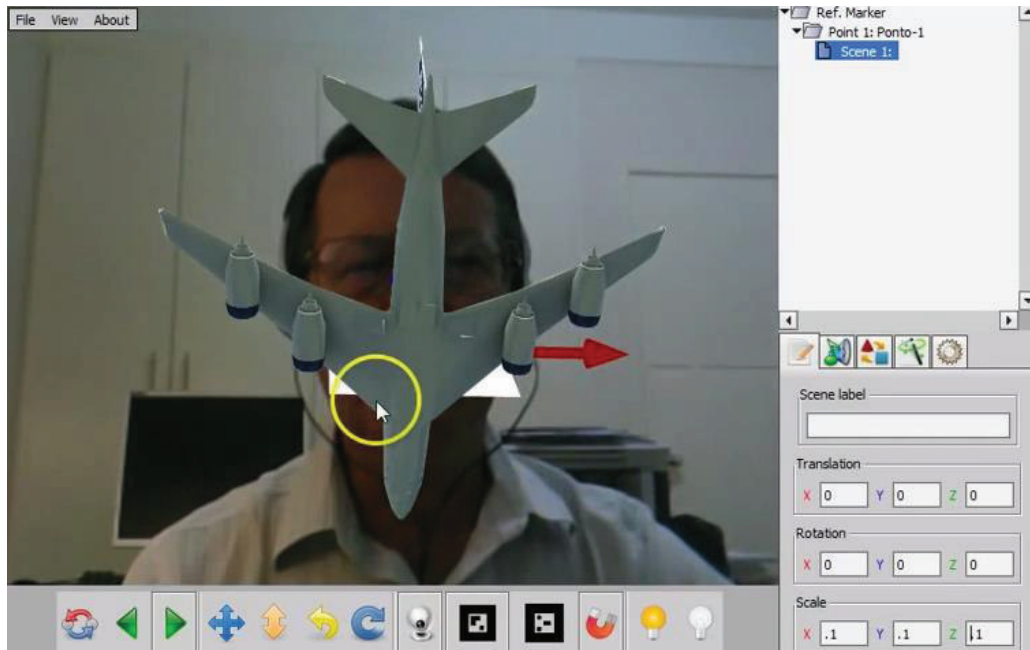 File View About
Ref. Marker
Point 1: Ponto-1
Scene 1:
Scene label
Translation
X 0 Y 0 Z 0
Rotation
X 0 Y 0 Z 0
Scale
X .1 Y .1 Z .1